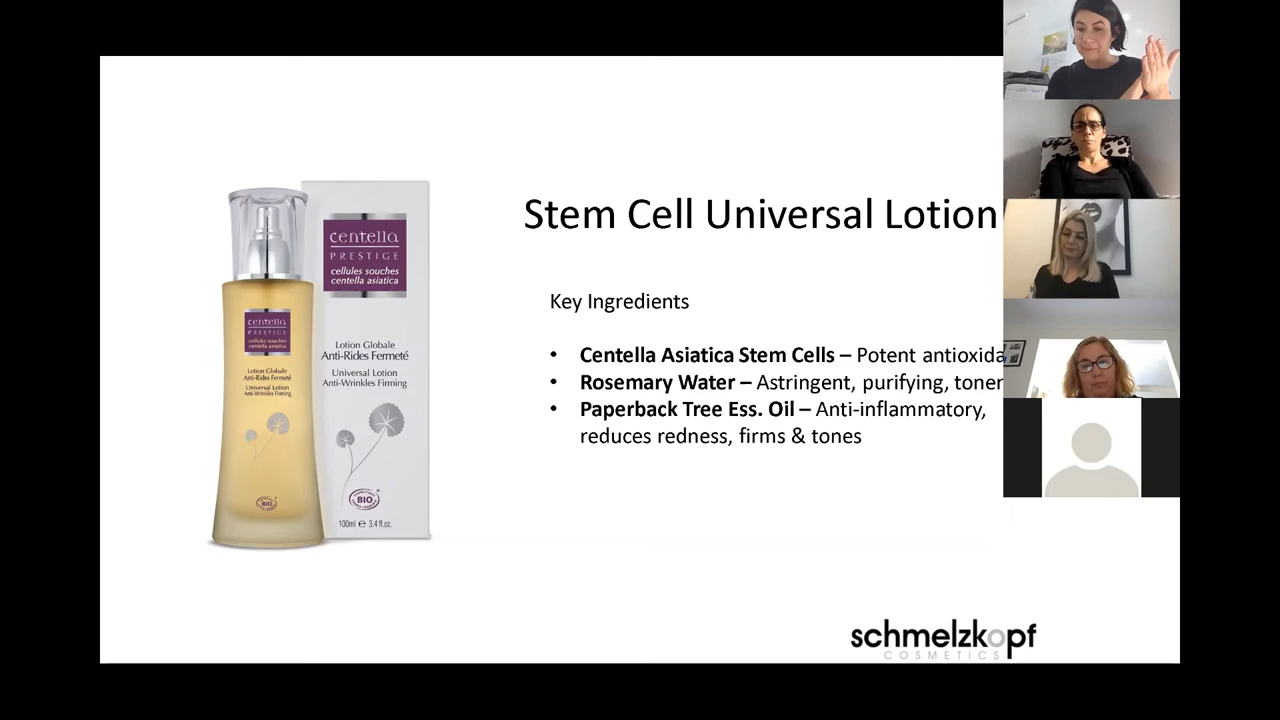 Stem Cell Universal Lotion
Key Ingredients
• Centella Asiatica Stem Cells – Potent antioxida
• Rosemary Water – Astringent, purifying, toner
• Paperback Tree Ess. Oil – Anti-inflammatory,
reduces redness, firms & tones
centella
PRESTIGE
cellules souches
centella asiatica
Lotion Globale
Anti-Rides Fermeté
Universal Lotion
Anti-Wrinkles Firming
BIO
100ml e 3.4 fl.oz.
centella
PRESTIGE
cellules souches
centella asiatica
Lotion Globale
Anti-Rides Fermeté
Universal Lotion
Anti-Wrinkles Firming
BIO
schmelzkopf
COSMETICS